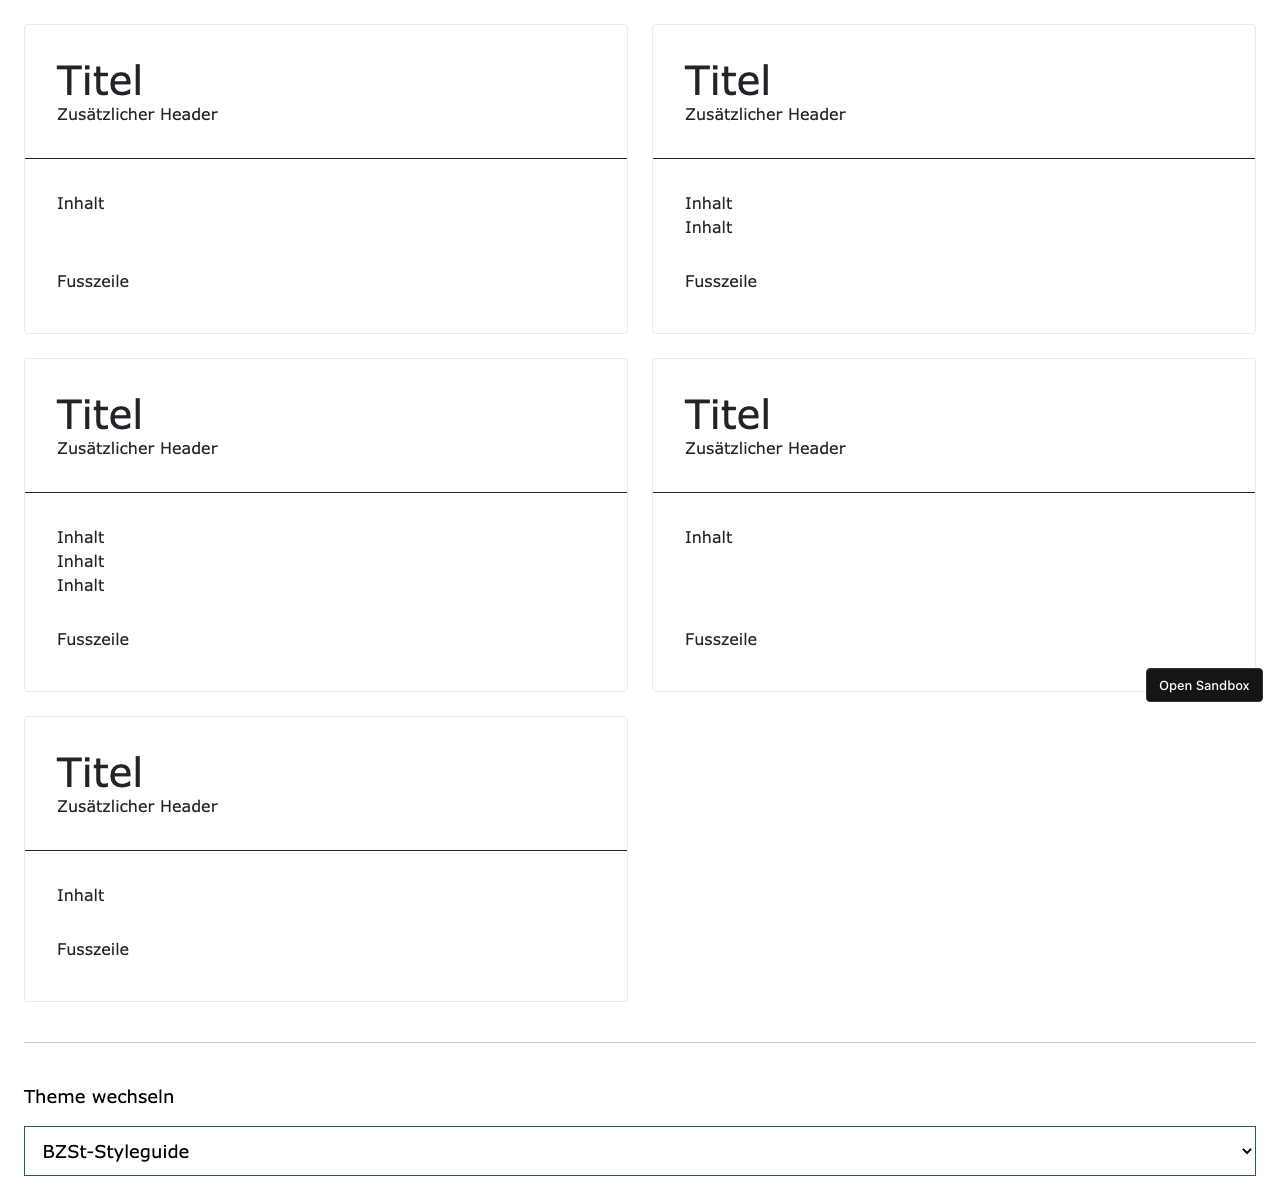 Titel
Zusätzlicher Header
Inhalt
Fusszeile
Titel
Zusätzlicher Header
Inhalt
Inhalt
Fusszeile
Titel
Zusätzlicher Header
Inhalt
Inhalt
Inhalt
Fusszeile
Titel
Zusätzlicher Header
Inhalt
Fusszeile
Open Sandbox
Titel
Zusätzlicher Header
Inhalt
Fusszeile
Theme wechseln
BZSt-Styleguide